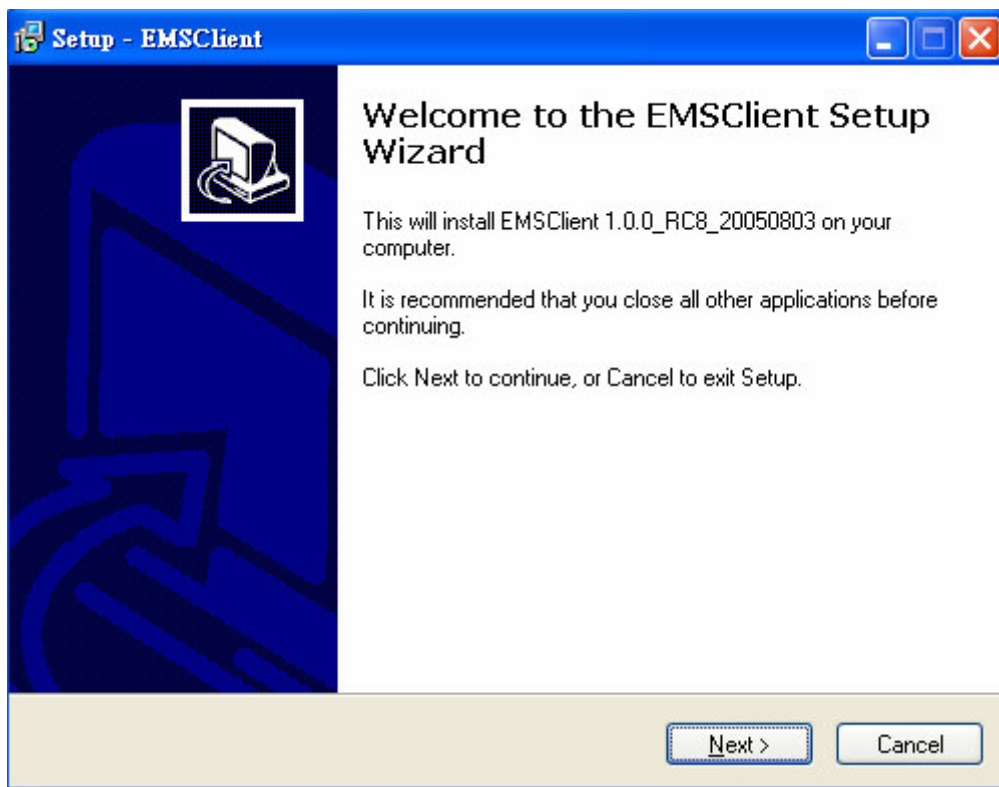 Setup - EMSClient
Welcome to the EMSClient Setup
Wizard
This will install EMSClient 1.0.0_RC8_20050803 on your
computer.
It is recommended that you close all other applications before
continuing.
Click Next to continue, or Cancel to exit Setup.
Next >
Cancel